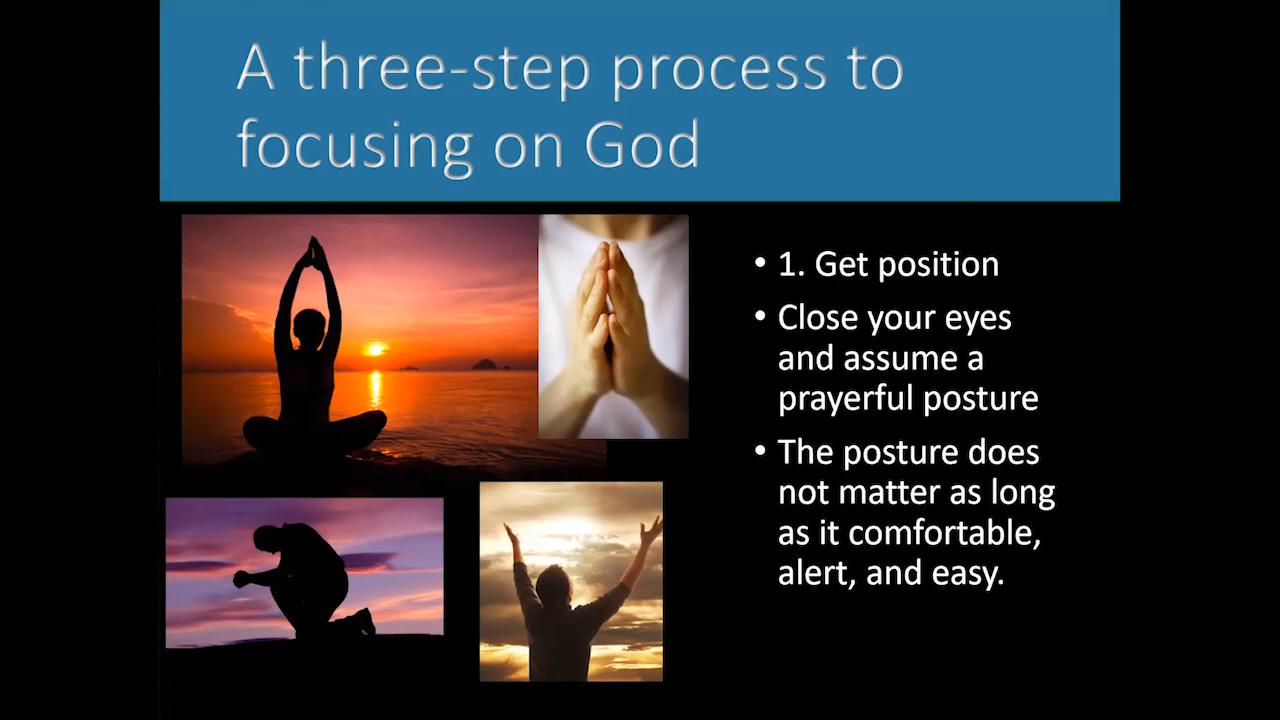 A three-step process to
focusing on God
• 1. Get position
• Close your eyes
and assume a
prayerful posture
• The posture does
not matter as long
as it comfortable,
alert, and easy.